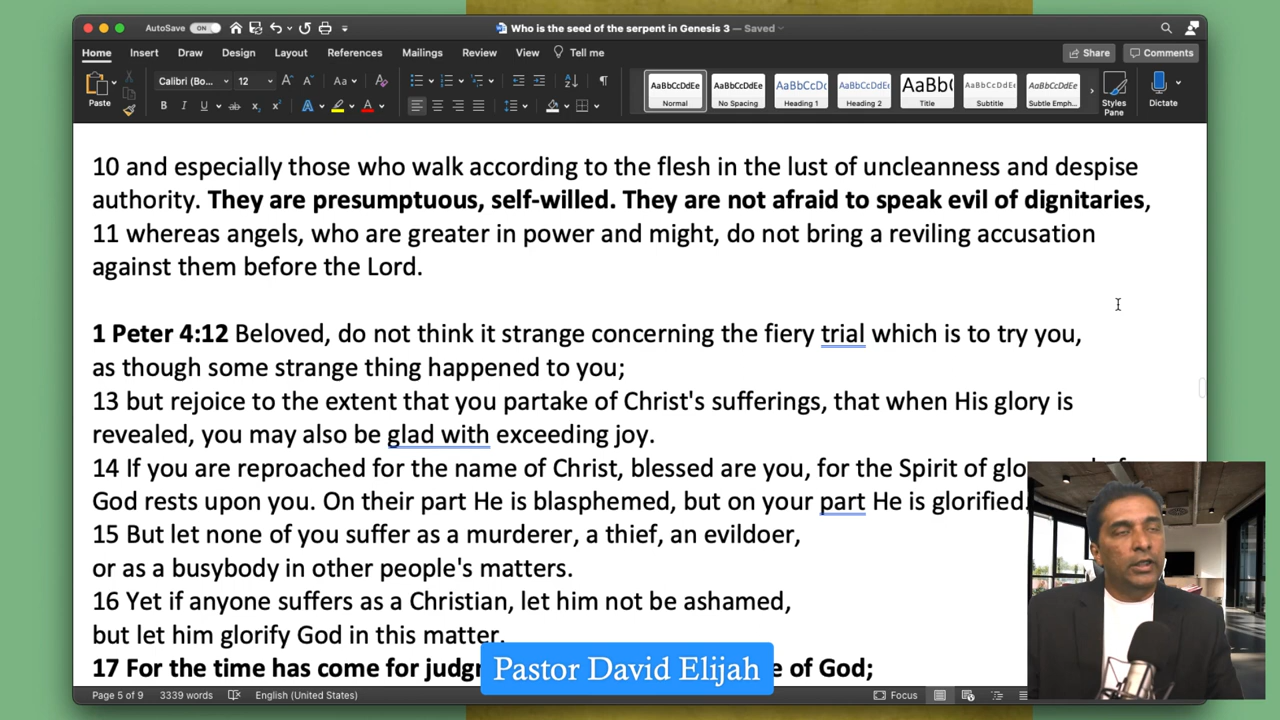 AutoSave ON
Who is the seed of the serpent in Genesis 3 — Saved
Home Insert Draw Design Layout References Mailings Review View Tell me
Share Comments
Paste
Calibri (Bo... 12
AaBbCcDdEe AaBbCcDdEe AaBbCcDc AaBbCcDdEe AaBb( AaBbCcDdEe AaBbCcDdEe
Normal No Spacing Heading 1 Heading 2 Title Subtitle Subtle Emph...
Styles Pane
Dictate
10 and especially those who walk according to the flesh in the lust of uncleanness and despise
authority. They are presumptuous, self-willed. They are not afraid to speak evil of dignitaries,
11 whereas angels, who are greater in power and might, do not bring a reviling accusation
against them before the Lord.
1 Peter 4:12 Beloved, do not think it strange concerning the fiery trial which is to try you,
as though some strange thing happened to you;
13 but rejoice to the extent that you partake of Christ's sufferings, that when His glory is
revealed, you may also be glad with exceeding joy.
14 If you are reproached for the name of Christ, blessed are you, for the Spirit of
God rests upon you. On their part He is blasphemed, but on your part He is glorified.
15 But let none of you suffer as a murderer, a thief, an evildoer,
or as a busybody in other people's matters.
16 Yet if anyone suffers as a Christian, let him not be ashamed,
but let him glorify God in this matter.
17 For the time has come for of God;
Pastor David Elijah
Page 5 of 9 3339 words English (United States) Focus